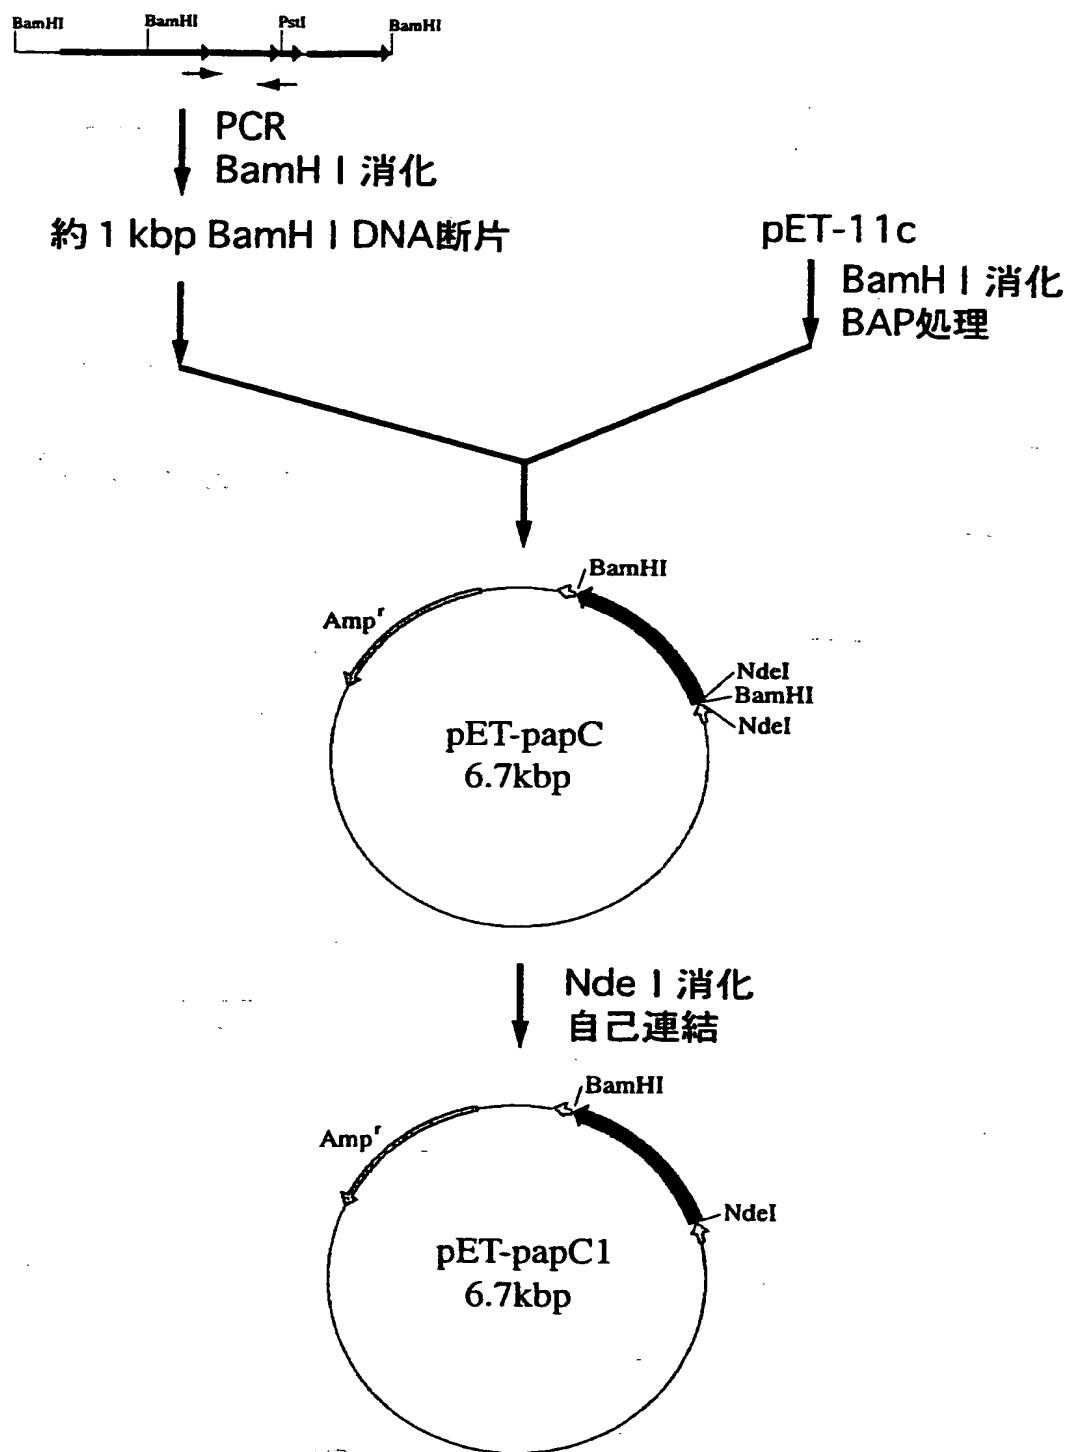 BamHI BamHI PstI BamHI
PCR
BamH I 消化
約 1 kbp BamH I DNA断片
pET-11c
BamH I 消化
BAP処理
BamHI
Ampʳ
NdeI
BamHI
NdeI
pET-papC
6.7kbp
Nde I 消化
自己連結
BamHI
Ampʳ
NdeI
pET-papC1
6.7kbp